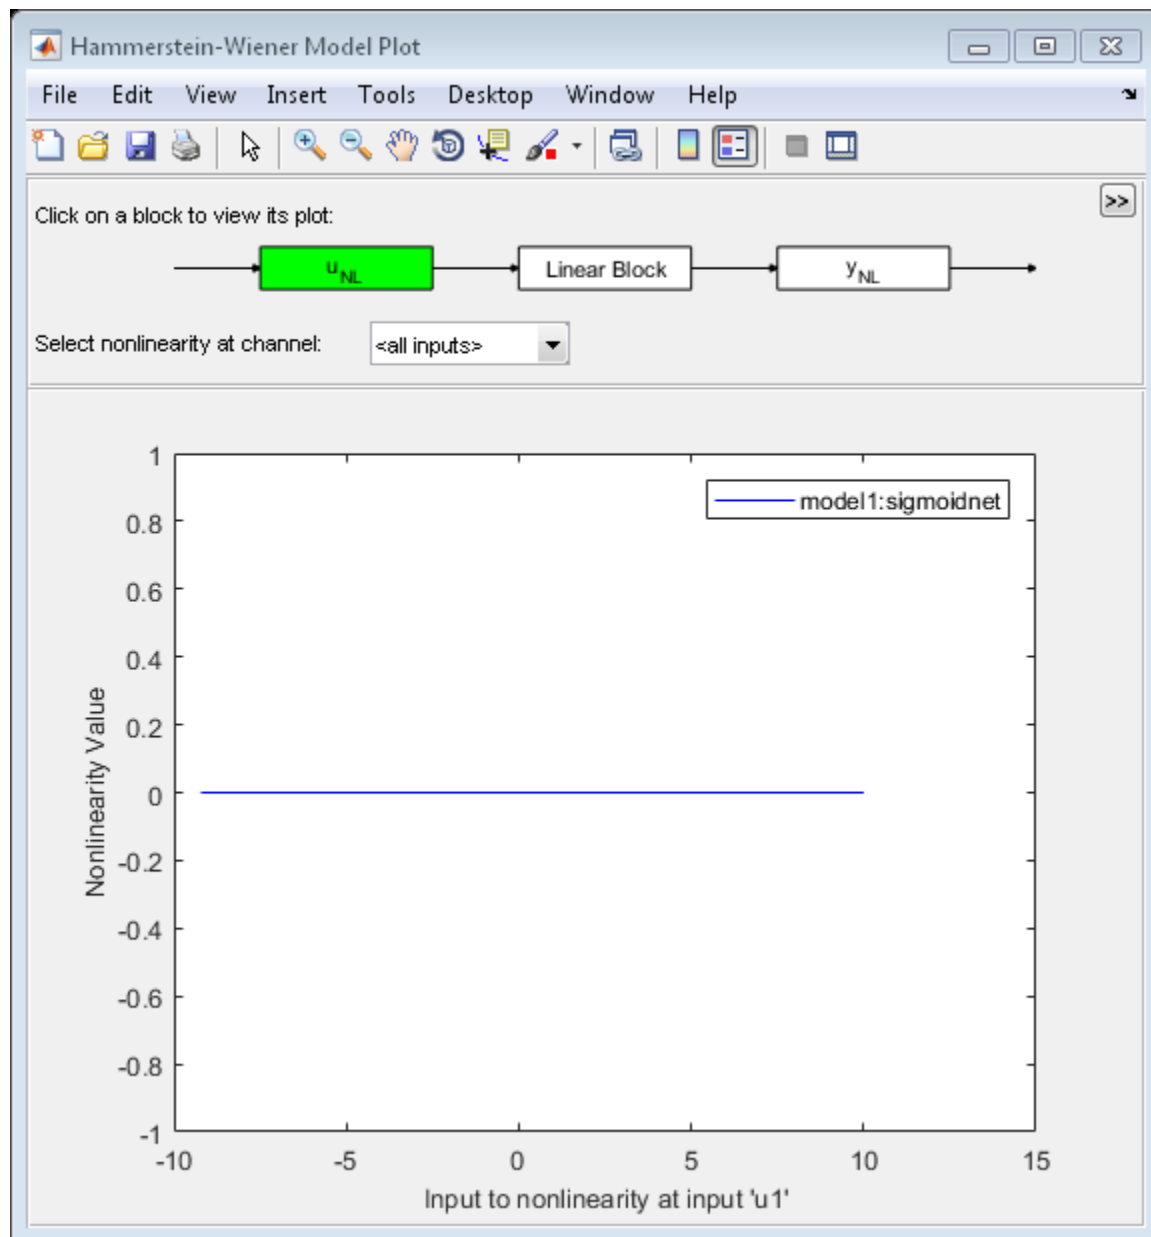 Hammerstein-Wiener Model Plot
File Edit View Insert Tools Desktop Window Help
Click on a block to view its plot:
>>
uNL Linear Block yNL
Select nonlinearity at channel: <all inputs>
model1:sigmoidnet
1
0.8
0.6
0.4
0.2
0
-0.2
-0.4
-0.6
-0.8
-1
Nonlinearity Value
-10 -5 0 5 10 15
Input to nonlinearity at input 'u1'